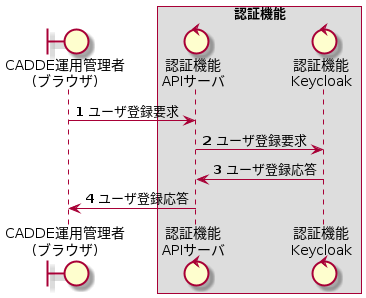 認証機能
CADDE運用管理者
(ブラウザ)
認証機能
APIサーバ
認証機能
Keycloak
1 ユーザ登録要求
2 ユーザ登録要求
3 ユーザ登録応答
4 ユーザ登録応答
CADDE運用管理者
(ブラウザ)
認証機能
APIサーバ
認証機能
Keycloak